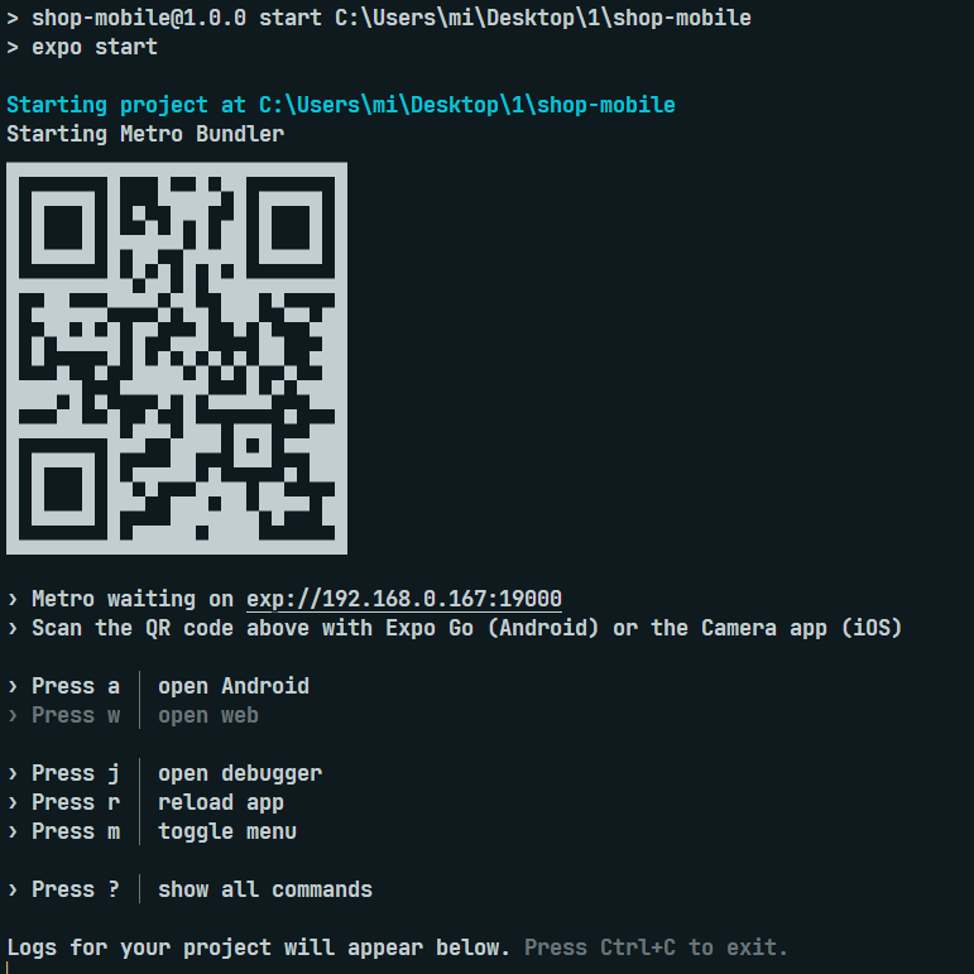 > shop-mobile@1.0.0 start C:\Users\mi\Desktop\1\shop-mobile
> expo start
Starting project at C:\Users\mi\Desktop\1\shop-mobile
Starting Metro Bundler
› Metro waiting on exp://192.168.0.167:19000
› Scan the QR code above with Expo Go (Android) or the Camera app (iOS)
› Press a │ open Android
› Press w │ open web
› Press j │ open debugger
› Press r │ reload app
› Press m │ toggle menu
› Press ? │ show all commands
Logs for your project will appear below. Press Ctrl+C to exit.